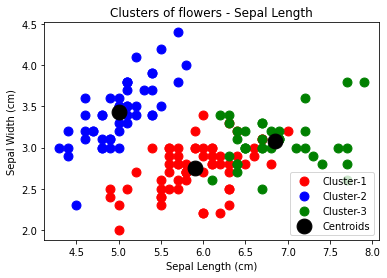 Clusters of flowers - Sepal Length
4.5
4.0
3.5
3.0
2.5
2.0
Sepal Width (cm)
Cluster-1
Cluster-2
Cluster-3
Centroids
4.5 5.0 5.5 6.0 6.5 7.0 7.5 8.0
Sepal Length (cm)